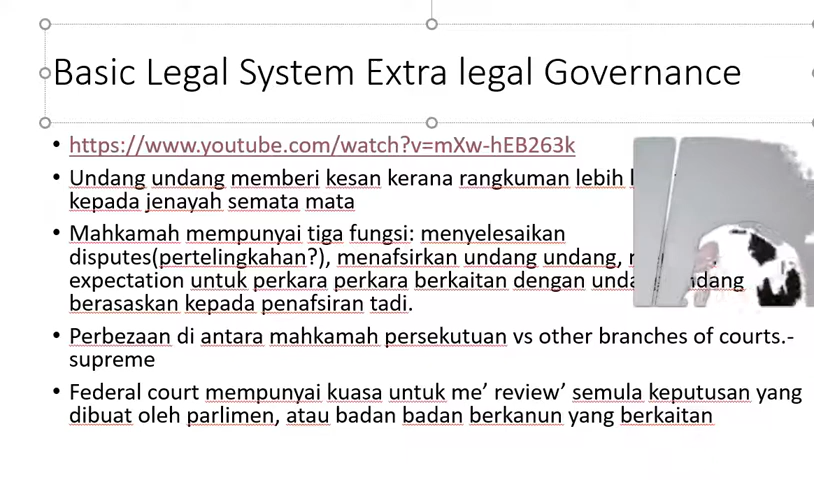 Basic Legal System Extra legal Governance
https://www.youtube.com/watch?v=mXw-hEB263k
Undang undang memberi kesan kerana rangkuman lebih
kepada jenayah semata mata
Mahkamah mempunyai tiga fungsi: menyelesaikan
disputes(pertelingkahan?), menafsirkan undang undang,
expectation untuk perkara perkara berkaitan dengan
berasaskan kepada penafsiran tadi.
Perbezaan di antara mahkamah persekutuan vs other branches of courts.-
supreme
Federal court mempunyai kuasa untuk me’ review’ semula keputusan yang
dibuat oleh parlimen, atau badan badan berkanun yang berkaitan